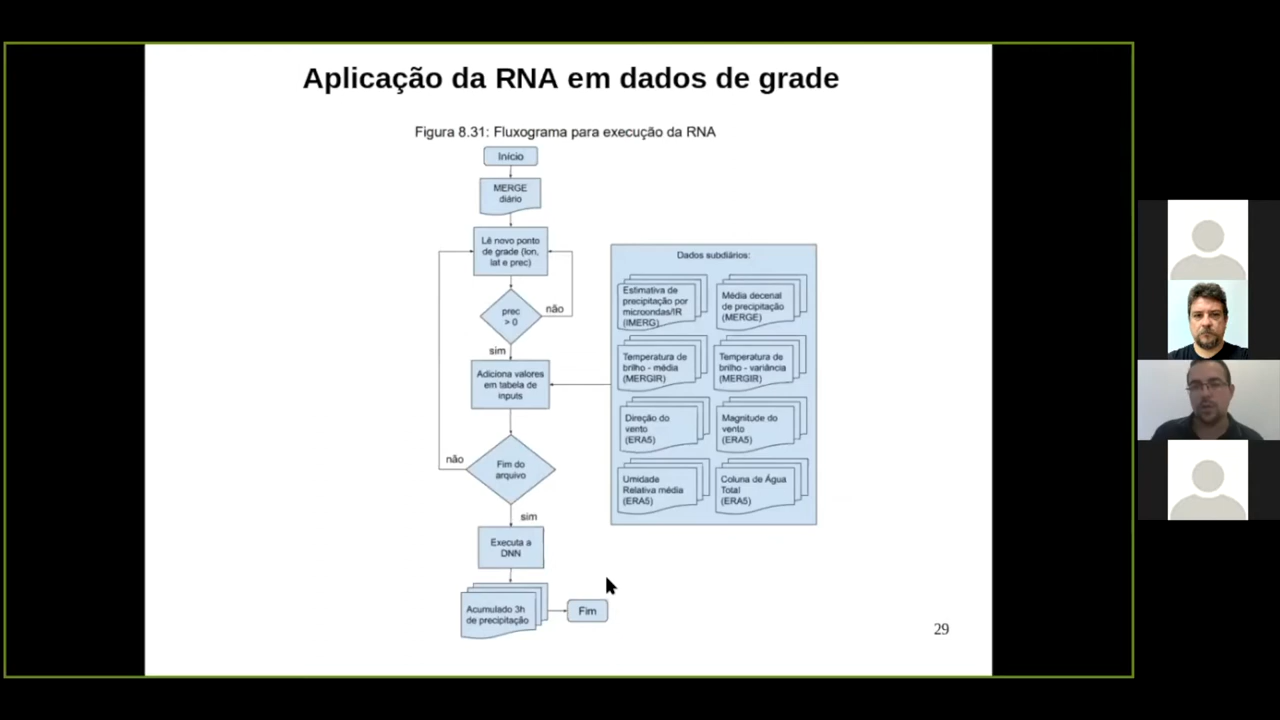 Aplicação da RNA em dados de grade
Figura 8.31: Fluxograma para execução da RNA
Início
MERGE
diário
Lê novo ponto
de grade (lon,
lat e prec)
prec
> 0
não
sim
Adiciona valores
em tabela de
inputs
Fim do
arquivo
não
sim
Executa a
DNN
Acumulado 3h
de precipitação
Fim
Dados subdiários:
Estimativa de
precipitação por
microondas/IR
(IMERG)
Média decenal
de precipitação
(MERGE)
Temperatura de
brilho - média
(MERGIR)
Temperatura de
brilho - variância
(MERGIR)
Direção do
vento
(ERA5)
Magnitude do
vento
(ERA5)
Umidade
Relativa média
(ERA5)
Coluna de Água
Total
(ERA5)
29